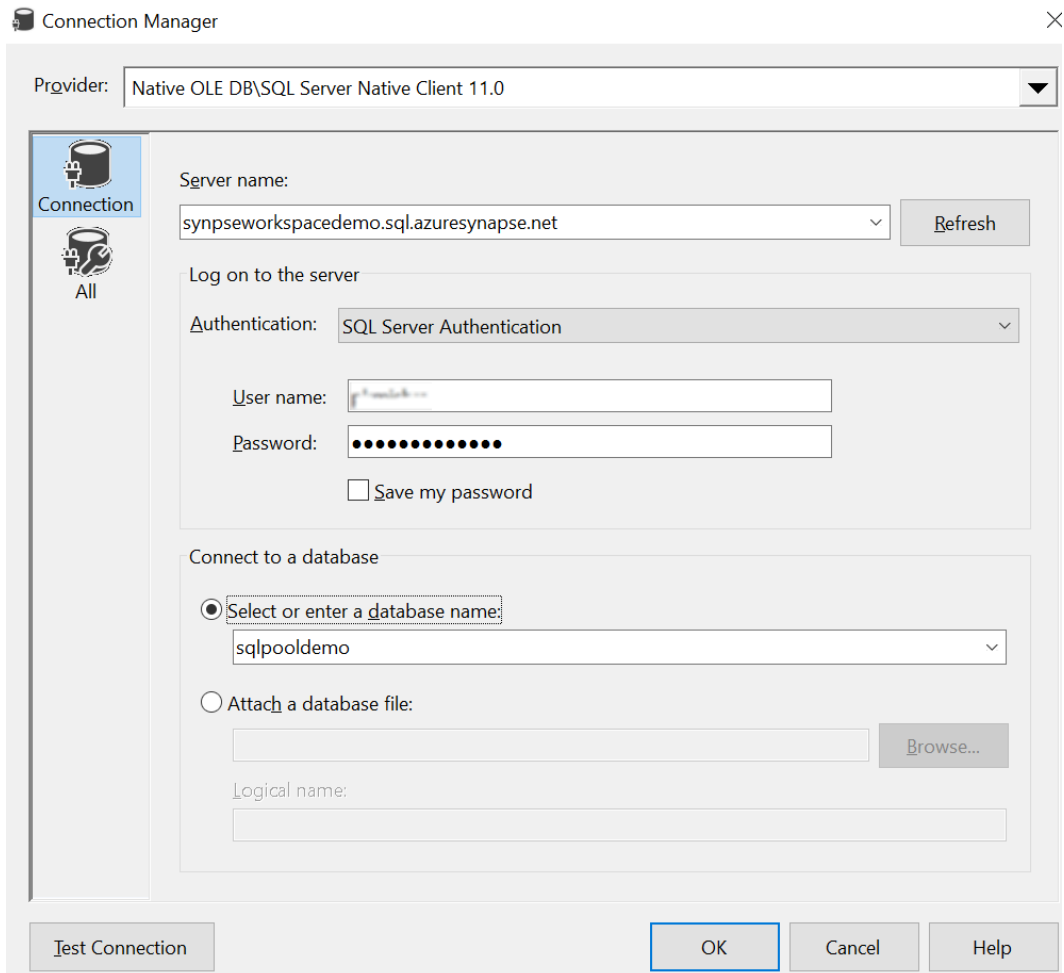 Connection Manager
Provider: Native OLE DB\SQL Server Native Client 11.0
Connection
All
Server name:
synpseworkspacedemo.sql.azuresynapse.net
Refresh
Log on to the server
Authentication: SQL Server Authentication
User name:
Password: •••••••••••••
Save my password
Connect to a database
Select or enter a database name:
sqlpooldemo
Attach a database file:
Browse...
Logical name:
Test Connection OK Cancel Help